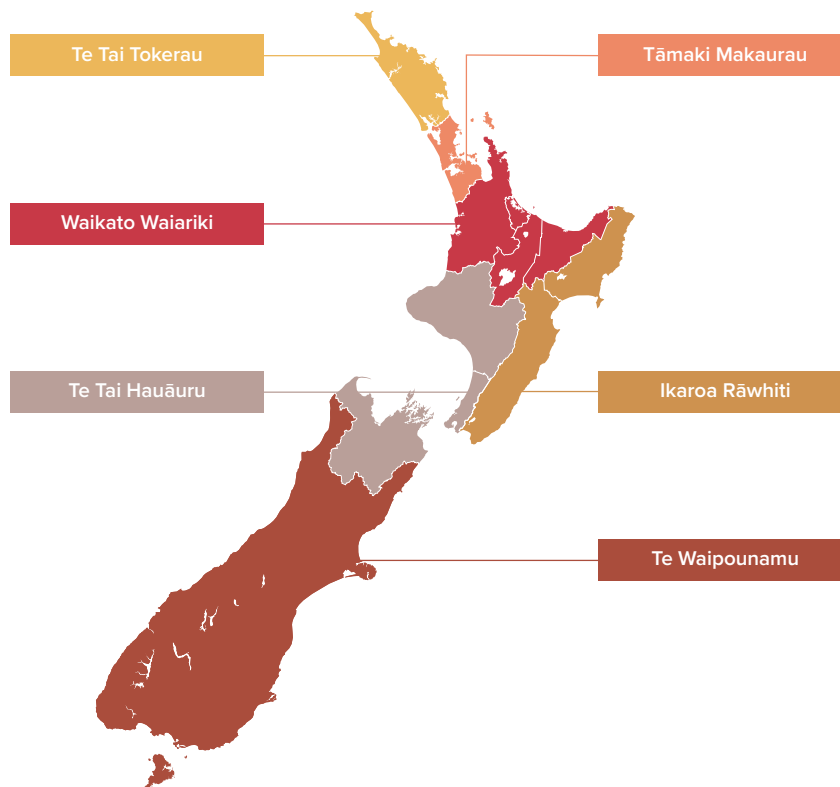 Te Tai Tokerau
Tāmaki Makaurau
Waikato Waiariki
Te Tai Hauāuru
Ikaroa Rāwhiti
Te Waipounamu